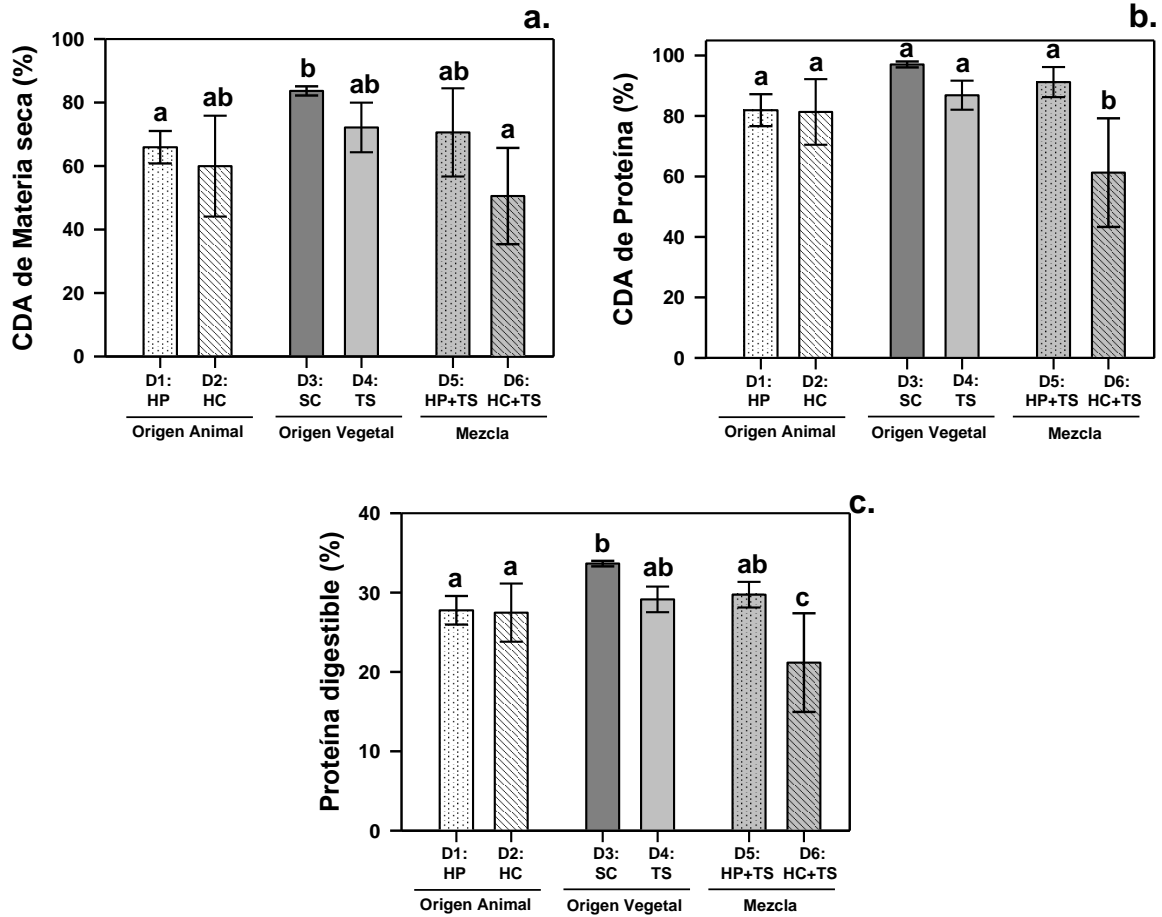 a.
CDA de Materia seca (%)
100
80
60
40
20
0
a
ab
b
ab
ab
a
D1: D2: D3: D4: D5: D6:
HP HC SC TS HP+TS HC+TS
Origen Animal Origen Vegetal Mezcla
b.
CDA de Proteína (%)
100
80
60
40
20
0
a
a
a
a
a
b
D1: D2: D3: D4: D5: D6:
HP HC SC TS HP+TS HC+TS
Origen Animal Origen Vegetal Mezcla
c.
Proteína digestible (%)
40
30
20
10
0
a
a
b
ab
ab
c
D1: D2: D3: D4: D5: D6:
HP HC SC TS HP+TS HC+TS
Origen Animal Origen Vegetal Mezcla